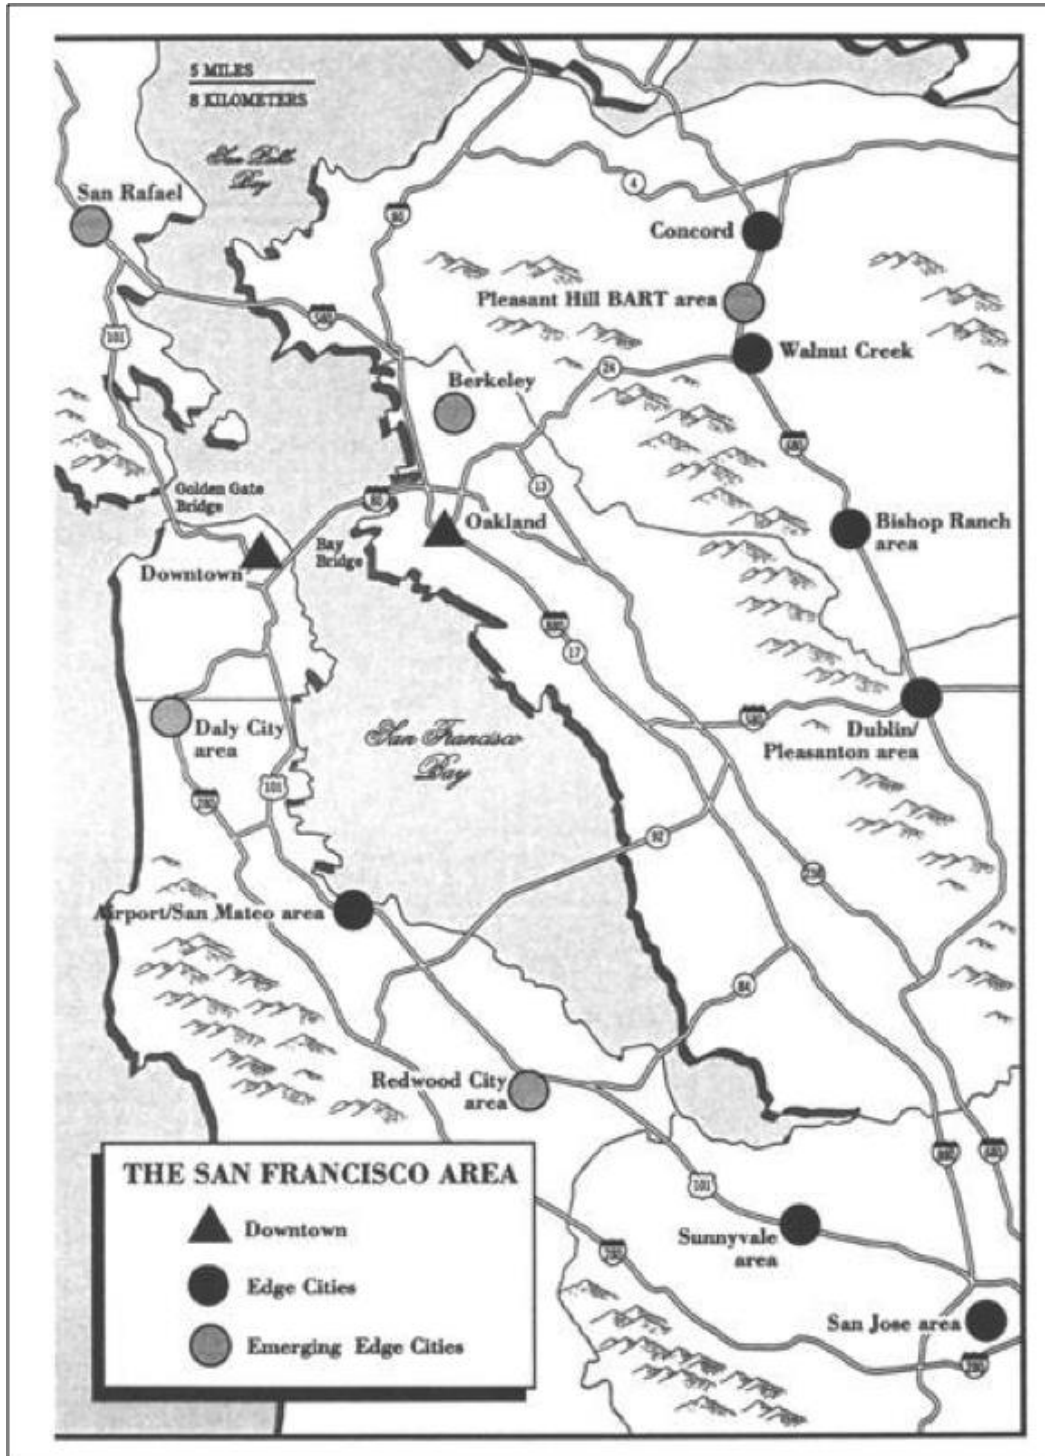 5 MILES
8 KILOMETERS
San Pablo
Bay
San Rafael
80
4
Concord
Pleasant Hill BART area
101
580
Walnut Creek
24
Berkeley
680
Golden Gate
Bridge
80
13
Oakland
Bishop Ranch
area
Bay
Bridge
Downtown
880
17
Daly City
area
San Francisco
Bay
580
Dublin/
Pleasanton area
280
101
92
238
Airport/San Mateo area
84
Redwood City
area
880
680
THE SAN FRANCISCO AREA
Downtown
Edge Cities
Emerging Edge Cities
101
Sunnyvale
area
280
San Jose area
280